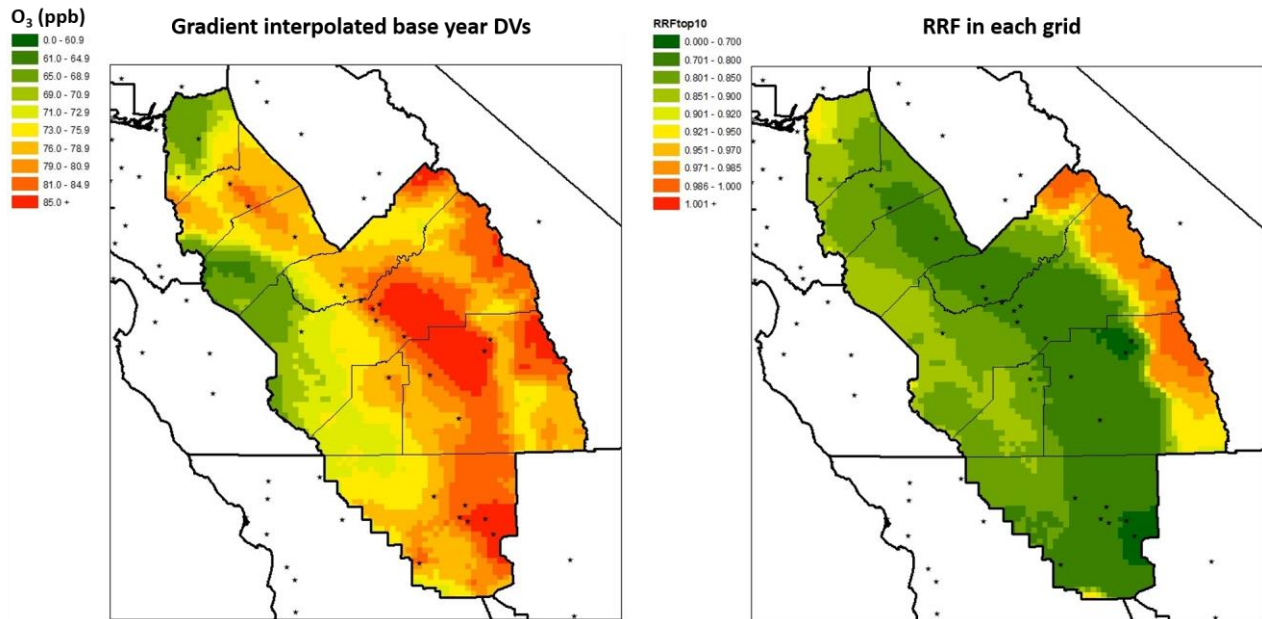 O₃ (ppb)
Gradient interpolated base year DVs
0.0 - 60.9
61.0 - 64.9
65.0 - 68.9
69.0 - 70.9
71.0 - 72.9
73.0 - 75.9
76.0 - 78.9
79.0 - 80.9
81.0 - 84.9
85.0 +
RRF in each grid
RRFtop10
0.000 - 0.700
0.701 - 0.800
0.801 - 0.850
0.851 - 0.900
0.901 - 0.920
0.921 - 0.950
0.951 - 0.970
0.971 - 0.985
0.986 - 1.000
1.001 +